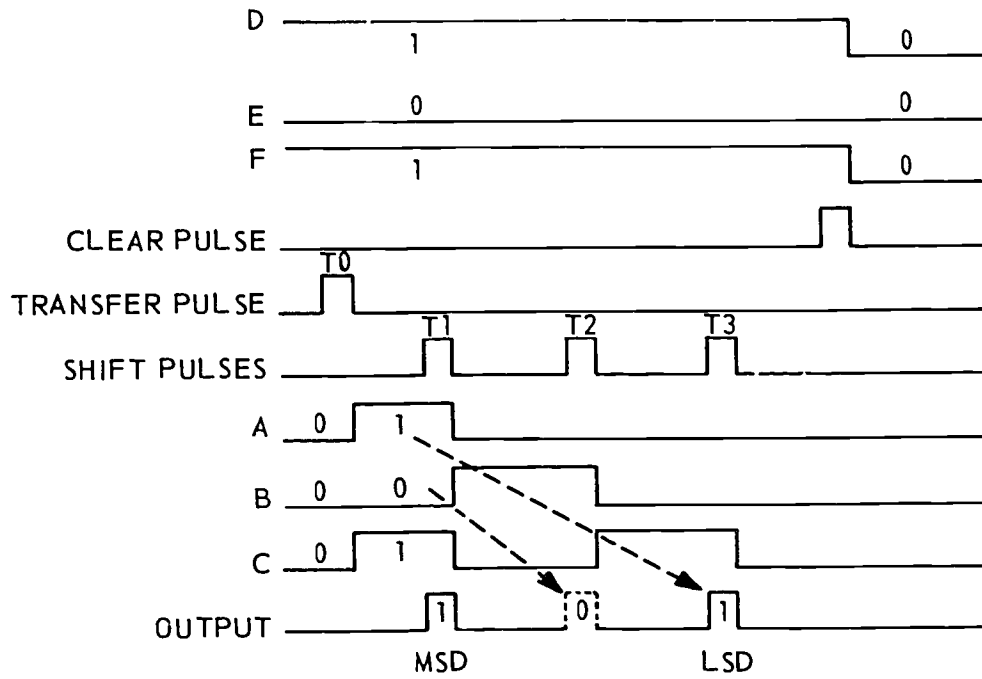 D
1 0
E 0 0
F
1 0
CLEAR PULSE
T0
TRANSFER PULSE
T1 T2 T3
SHIFT PULSES
A 0 1
B 0 0
C 0 1
OUTPUT 1 0 1
MSD LSD